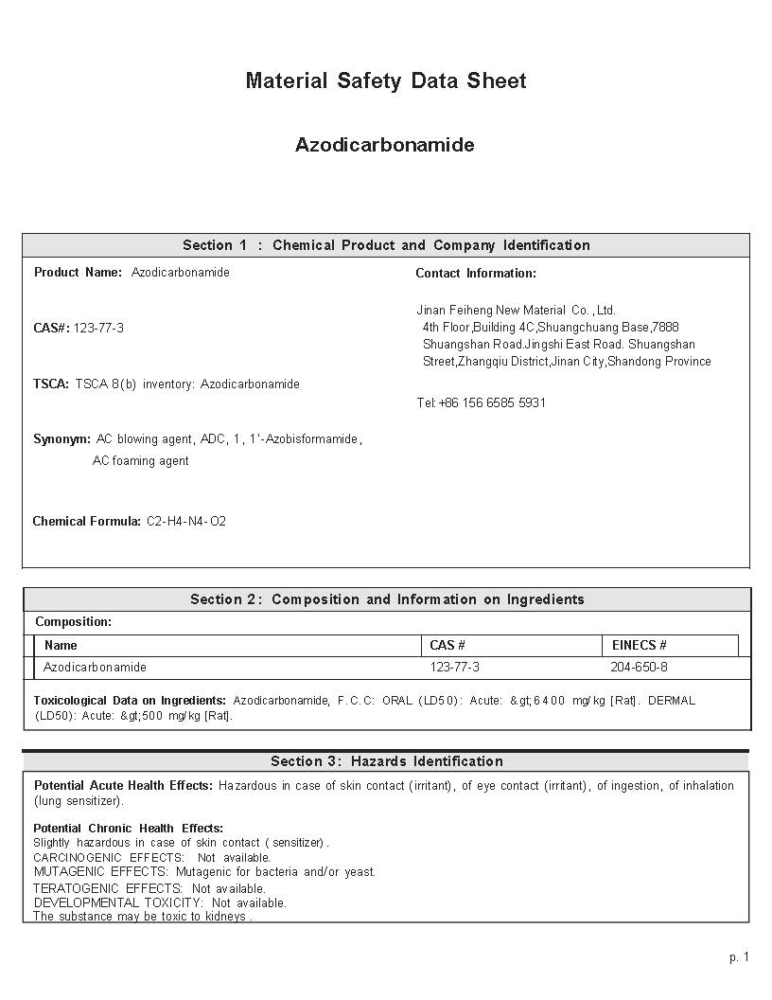 Material Safety Data Sheet
Azodicarbonamide
Section 1 : Chemical Product and Company Identification
Product Name: Azodicarbonamide
Contact Information:
Jinan Feiheng New Material Co.,Ltd.
CAS#: 123-77-3
4th Floor,Building 4C,Shuangchuang Base,7888
Shuangshan Road.Jingshi East Road. Shuangshan
Street,Zhangqiu District,Jinan City,Shandong Province
TSCA: TSCA 8(b) inventory: Azodicarbonamide
Tel:+86 156 6585 5931
Synonym: AC blowing agent, ADC, 1, 1'-Azobisformamide,
AC foaming agent
Chemical Formula: C2-H4-N4-O2
Section 2: Composition and Information on Ingredients
Composition:
Name CAS # EINECS #
Azodicarbonamide 123-77-3 204-650-8
Toxicological Data on Ingredients: Azodicarbonamide, F.C.C: ORAL (LD50): Acute: &gt;6400 mg/kg [Rat]. DERMAL
(LD50): Acute: &gt;500 mg/kg [Rat].
Section 3: Hazards Identification
Potential Acute Health Effects: Hazardous in case of skin contact (irritant), of eye contact (irritant), of ingestion, of inhalation
(lung sensitizer).
Potential Chronic Health Effects:
Slightly hazardous in case of skin contact (sensitizer).
CARCINOGENIC EFFECTS: Not available.
MUTAGENIC EFFECTS: Mutagenic for bacteria and/or yeast.
TERATOGENIC EFFECTS: Not available.
DEVELOPMENTAL TOXICITY: Not available.
The substance may be toxic to kidneys .
p. 1